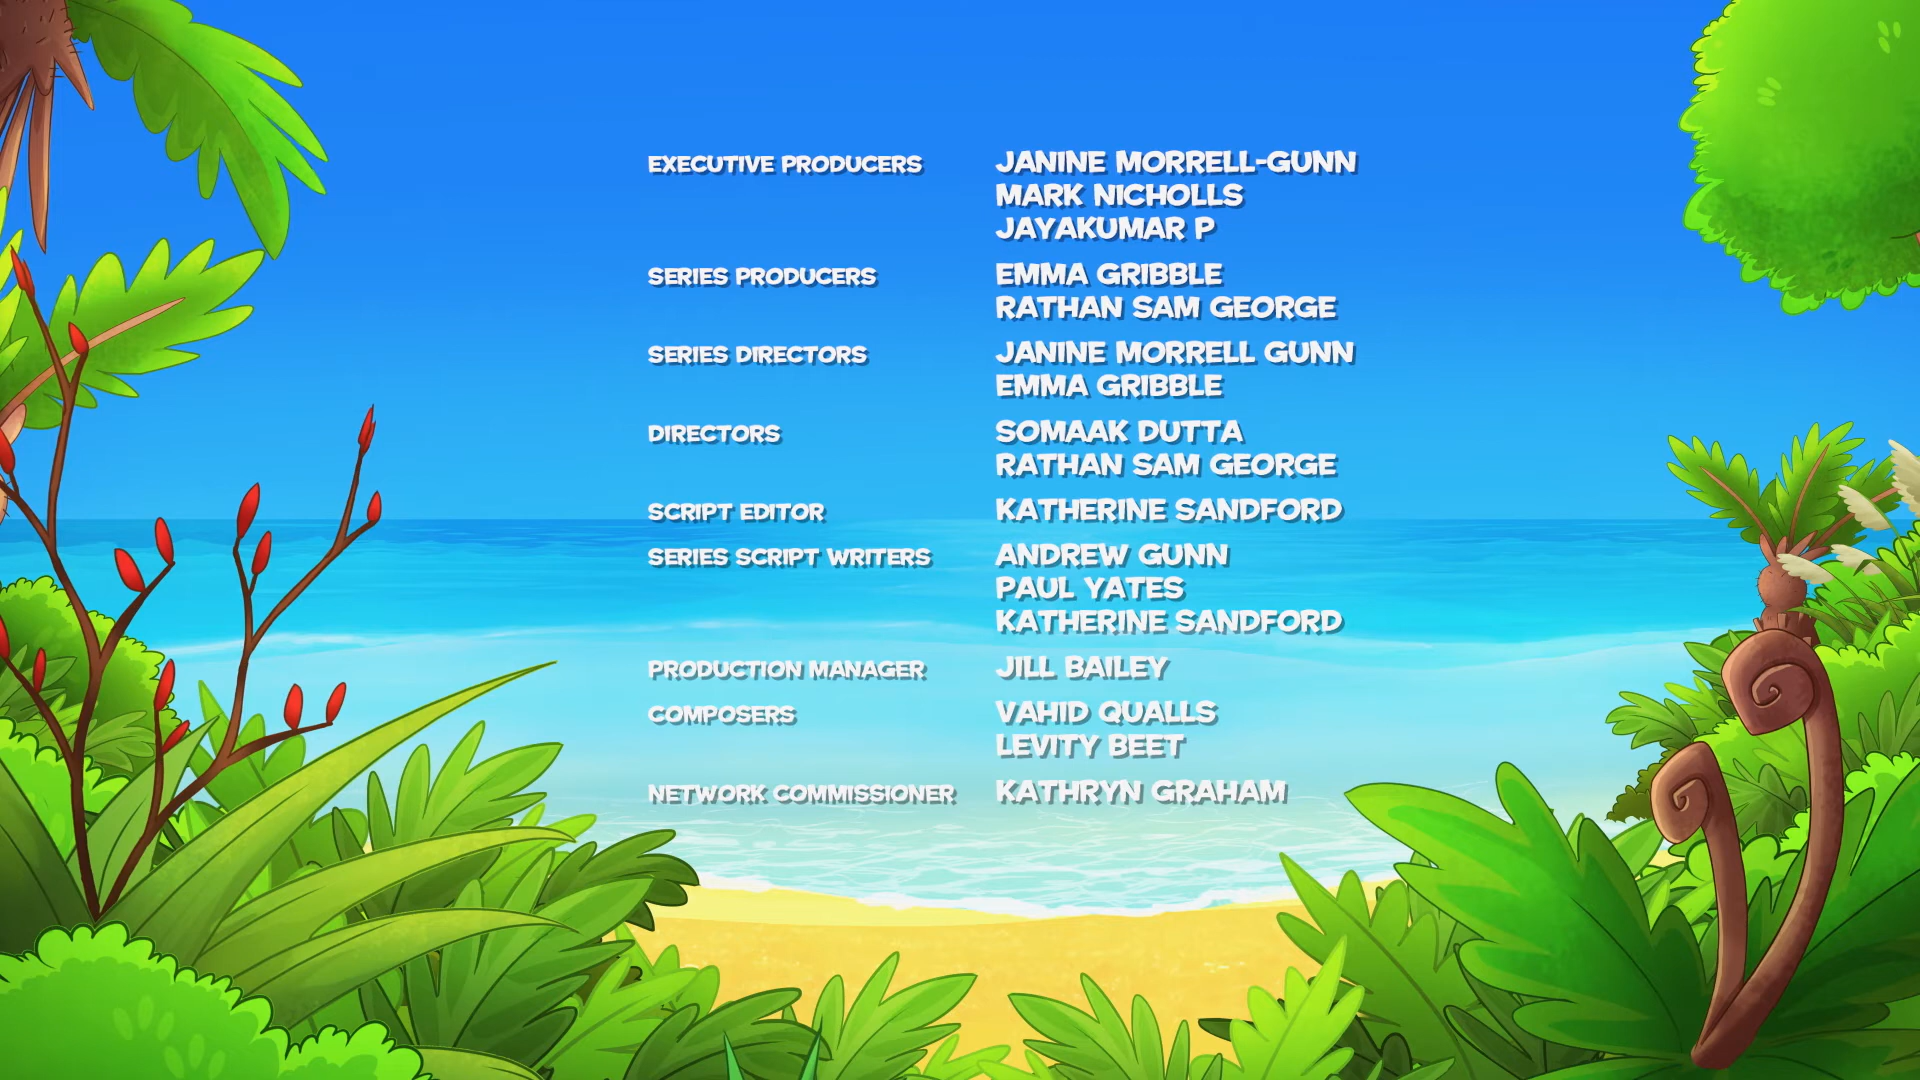 EXECUTIVE PRODUCERS JANINE MORRELL-GUNN
MARK NICHOLLS
JAYAKUMAR P
SERIES PRODUCERS EMMA GRIBBLE
RATHAN SAM GEORGE
SERIES DIRECTORS JANINE MORRELL GUNN
EMMA GRIBBLE
DIRECTORS SOMAAK DUTTA
RATHAN SAM GEORGE
SCRIPT EDITOR KATHERINE SANDFORD
SERIES SCRIPT WRITERS ANDREW GUNN
PAUL YATES
KATHERINE SANDFORD
PRODUCTION MANAGER JILL BAILEY
COMPOSERS VAHID QUALLS
LEVITY BEET
NETWORK COMMISSIONER KATHRYN GRAHAM